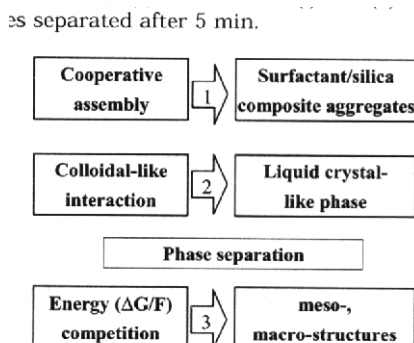 es separated after 5 min.
Cooperative
assembly
1
Surfactant/silica
composite aggregates
Colloidal-like
interaction
2
Liquid crystal-
like phase
Phase separation
Energy (ΔG/F)
competition
3
meso-,
macro-structures